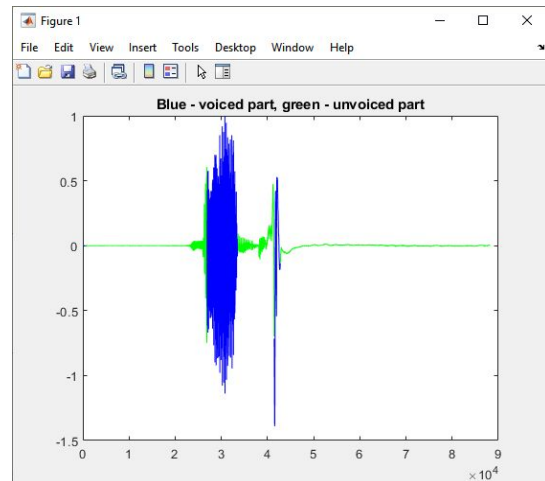 Figure 1
File Edit View Insert Tools Desktop Window Help
Blue - voiced part, green - unvoiced part
1
0.5
0
-0.5
-1
-1.5
0 1 2 3 4 5 6 7 8 9
× 10⁴